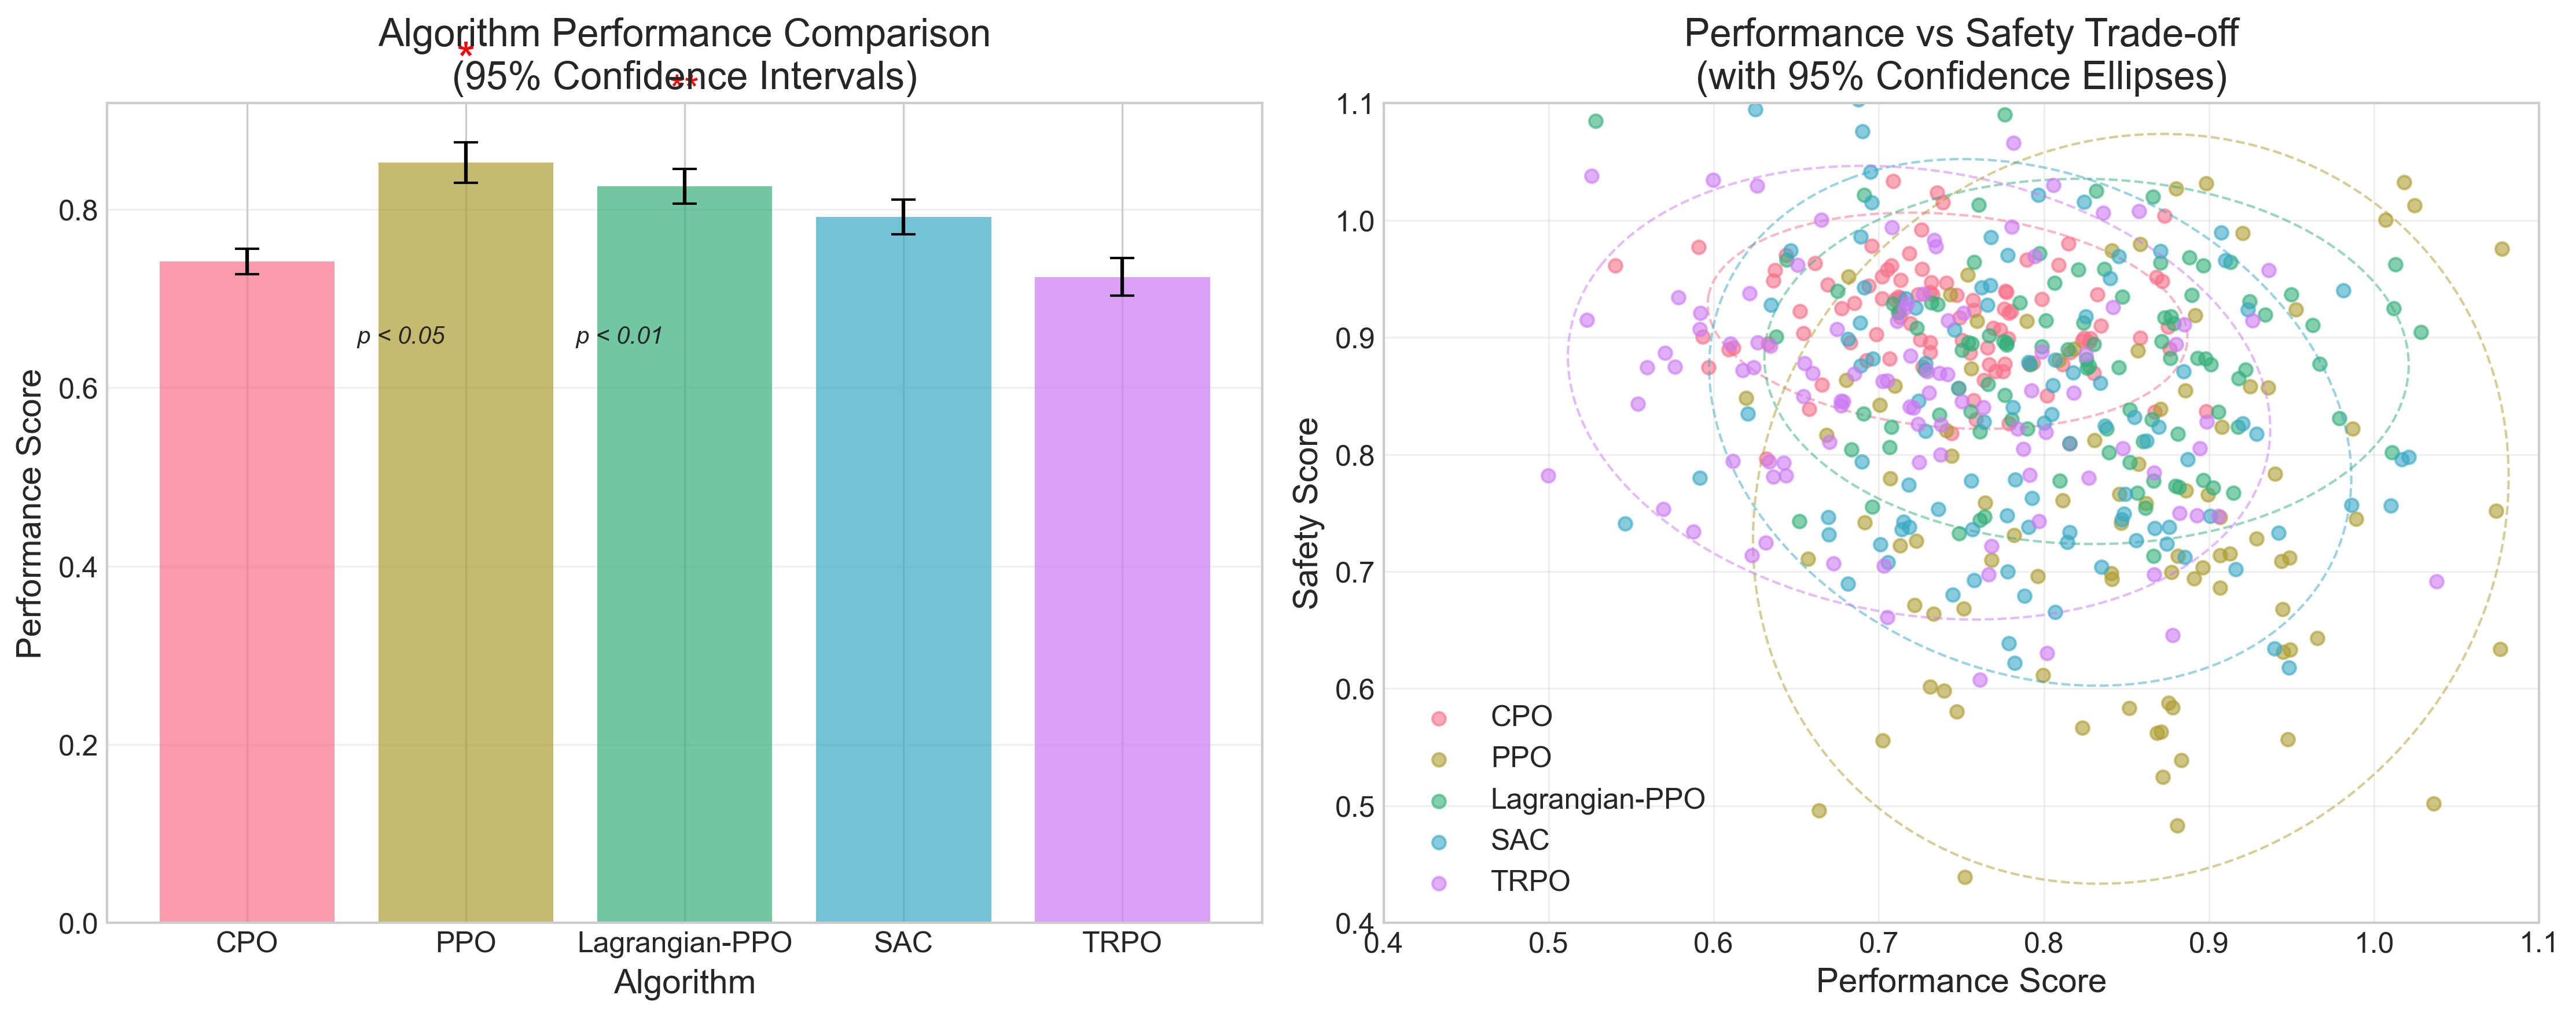 Algorithm Performance Comparison
*
(95% Confidence Intervals)
**
Performance Score
0.8
0.6
0.4
0.2
0.0
p < 0.05
p < 0.01
CPO
PPO
Lagrangian-PPO
SAC
TRPO
Algorithm
Performance vs Safety Trade-off
(with 95% Confidence Ellipses)
Safety Score
1.1
1.0
0.9
0.8
0.7
0.6
0.5
0.4
CPO
PPO
Lagrangian-PPO
SAC
TRPO
0.4
0.5
0.6
0.7
0.8
0.9
1.0
1.1
Performance Score